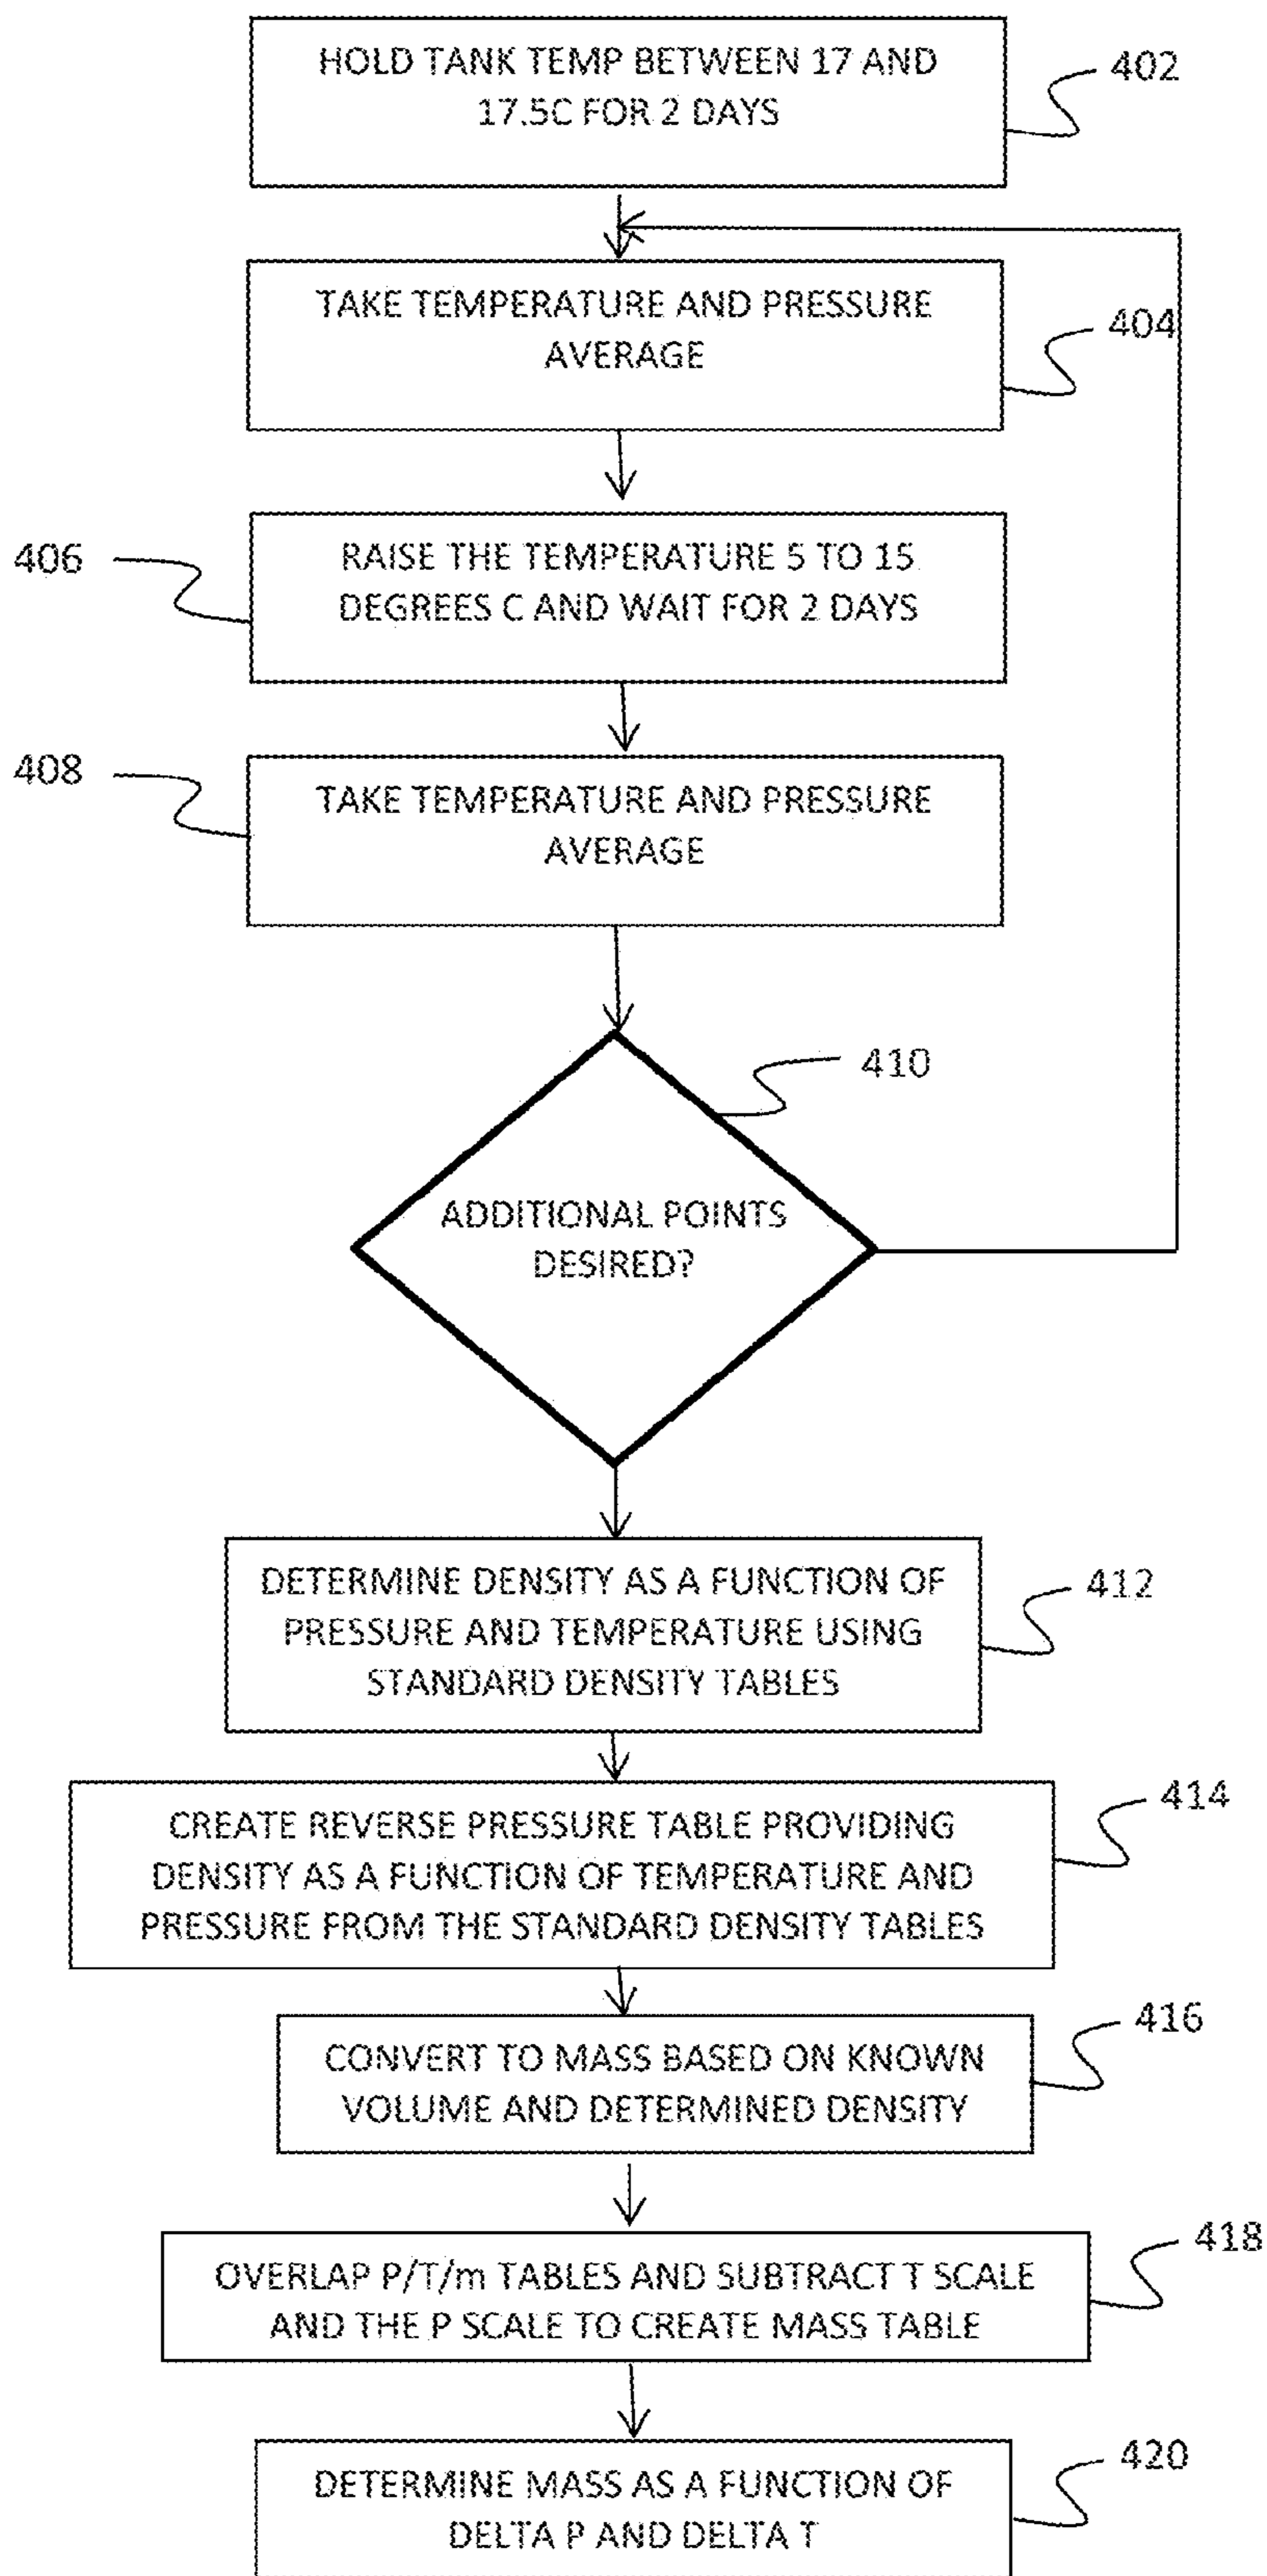 HOLD TANK TEMP BETWEEN 17 AND
17.5C FOR 2 DAYS
402
TAKE TEMPERATURE AND PRESSURE
AVERAGE
404
406
RAISE THE TEMPERATURE 5 TO 15
DEGREES C AND WAIT FOR 2 DAYS
408
TAKE TEMPERATURE AND PRESSURE
AVERAGE
410
ADDITIONAL POINTS
DESIRED?
DETERMINE DENSITY AS A FUNCTION OF
PRESSURE AND TEMPERATURE USING
STANDARD DENSITY TABLES
412
CREATE REVERSE PRESSURE TABLE PROVIDING
DENSITY AS A FUNCTION OF TEMPERATURE AND
PRESSURE FROM THE STANDARD DENSITY TABLES
414
CONVERT TO MASS BASED ON KNOWN
VOLUME AND DETERMINED DENSITY
416
OVERLAP P/T/m TABLES AND SUBTRACT T SCALE
AND THE P SCALE TO CREATE MASS TABLE
418
DETERMINE MASS AS A FUNCTION OF
DELTA P AND DELTA T
420